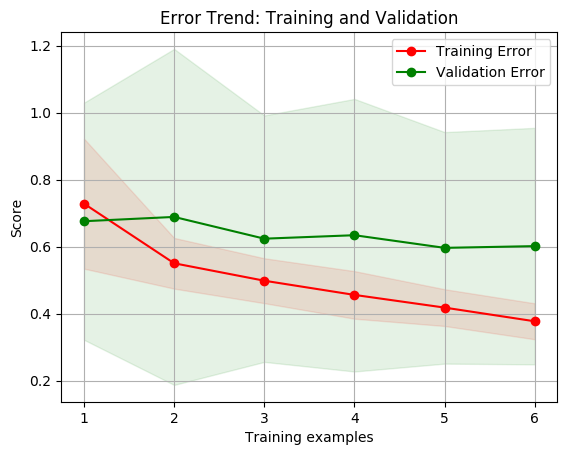 Error Trend: Training and Validation
Training Error
Validation Error
1.2
1.0
0.8
0.6
0.4
0.2
Score
1 2 3 4 5 6
Training examples